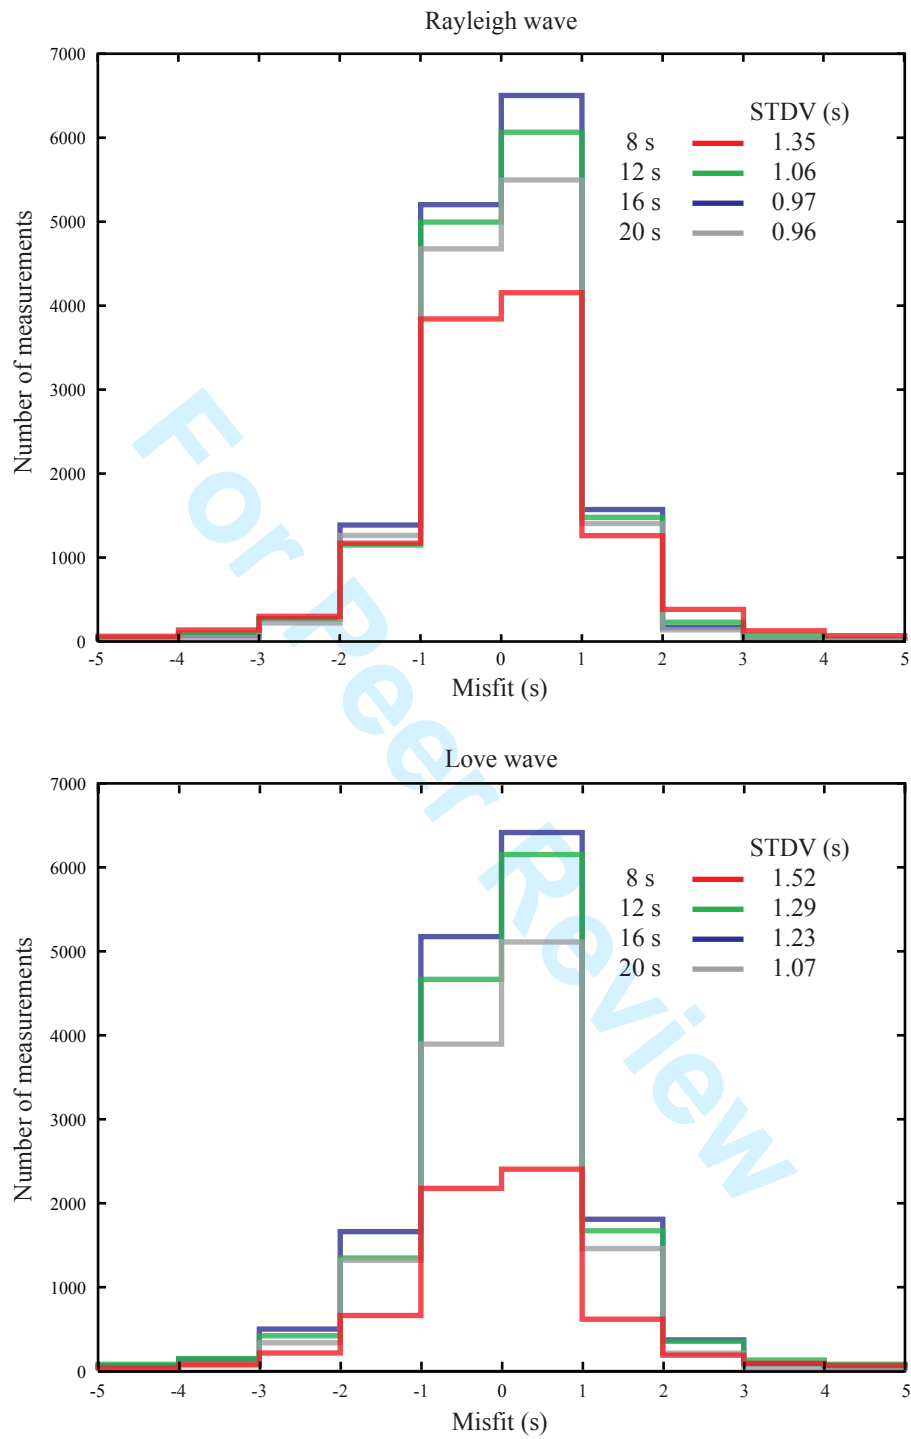 Rayleigh wave
7000
6000
5000
4000
3000
2000
1000
0
Number of measurements
STDV (s)
8 s 1.35
12 s 1.06
16 s 0.97
20 s 0.96
-5 -4 -3 -2 -1 0 1 2 3 4 5
Misfit (s)
For Peer Review
Love wave
7000
6000
5000
4000
3000
2000
1000
0
Number of measurements
STDV (s)
8 s 1.52
12 s 1.29
16 s 1.23
20 s 1.07
-5 -4 -3 -2 -1 0 1 2 3 4 5
Misfit (s)